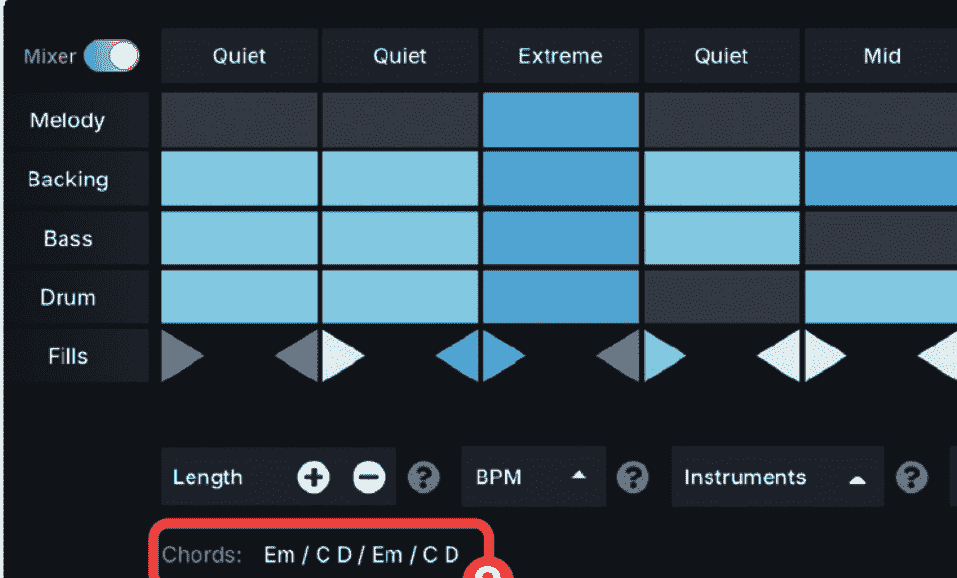 Mixer Quiet Quiet Extreme Quiet Mid
Melody
Backing
Bass
Drum
Fills
Length + − ? BPM ? Instruments ?
Chords: Em / C D / Em / C D